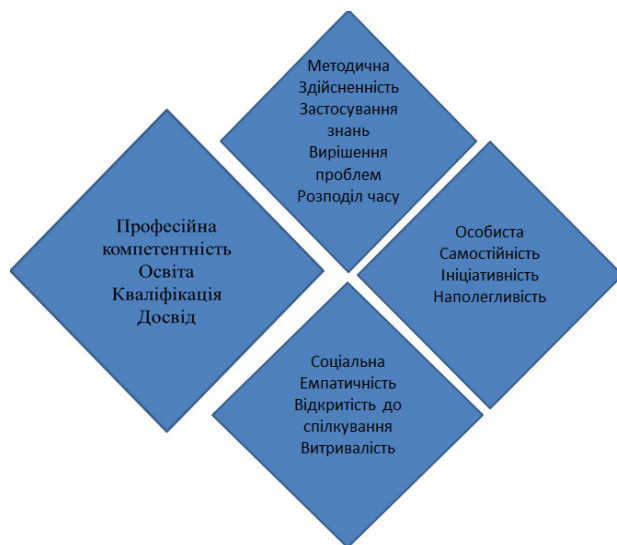 Методична
Здійсненність
Застосування
знань
Вирішення
проблем
Розподіл часу
Професійна
компетентність
Освіта
Кваліфікація
Досвід
Особиста
Самостійність
Ініціативність
Наполегливість
Соціальна
Емпатичність
Відкритість до
спілкування
Витривалість